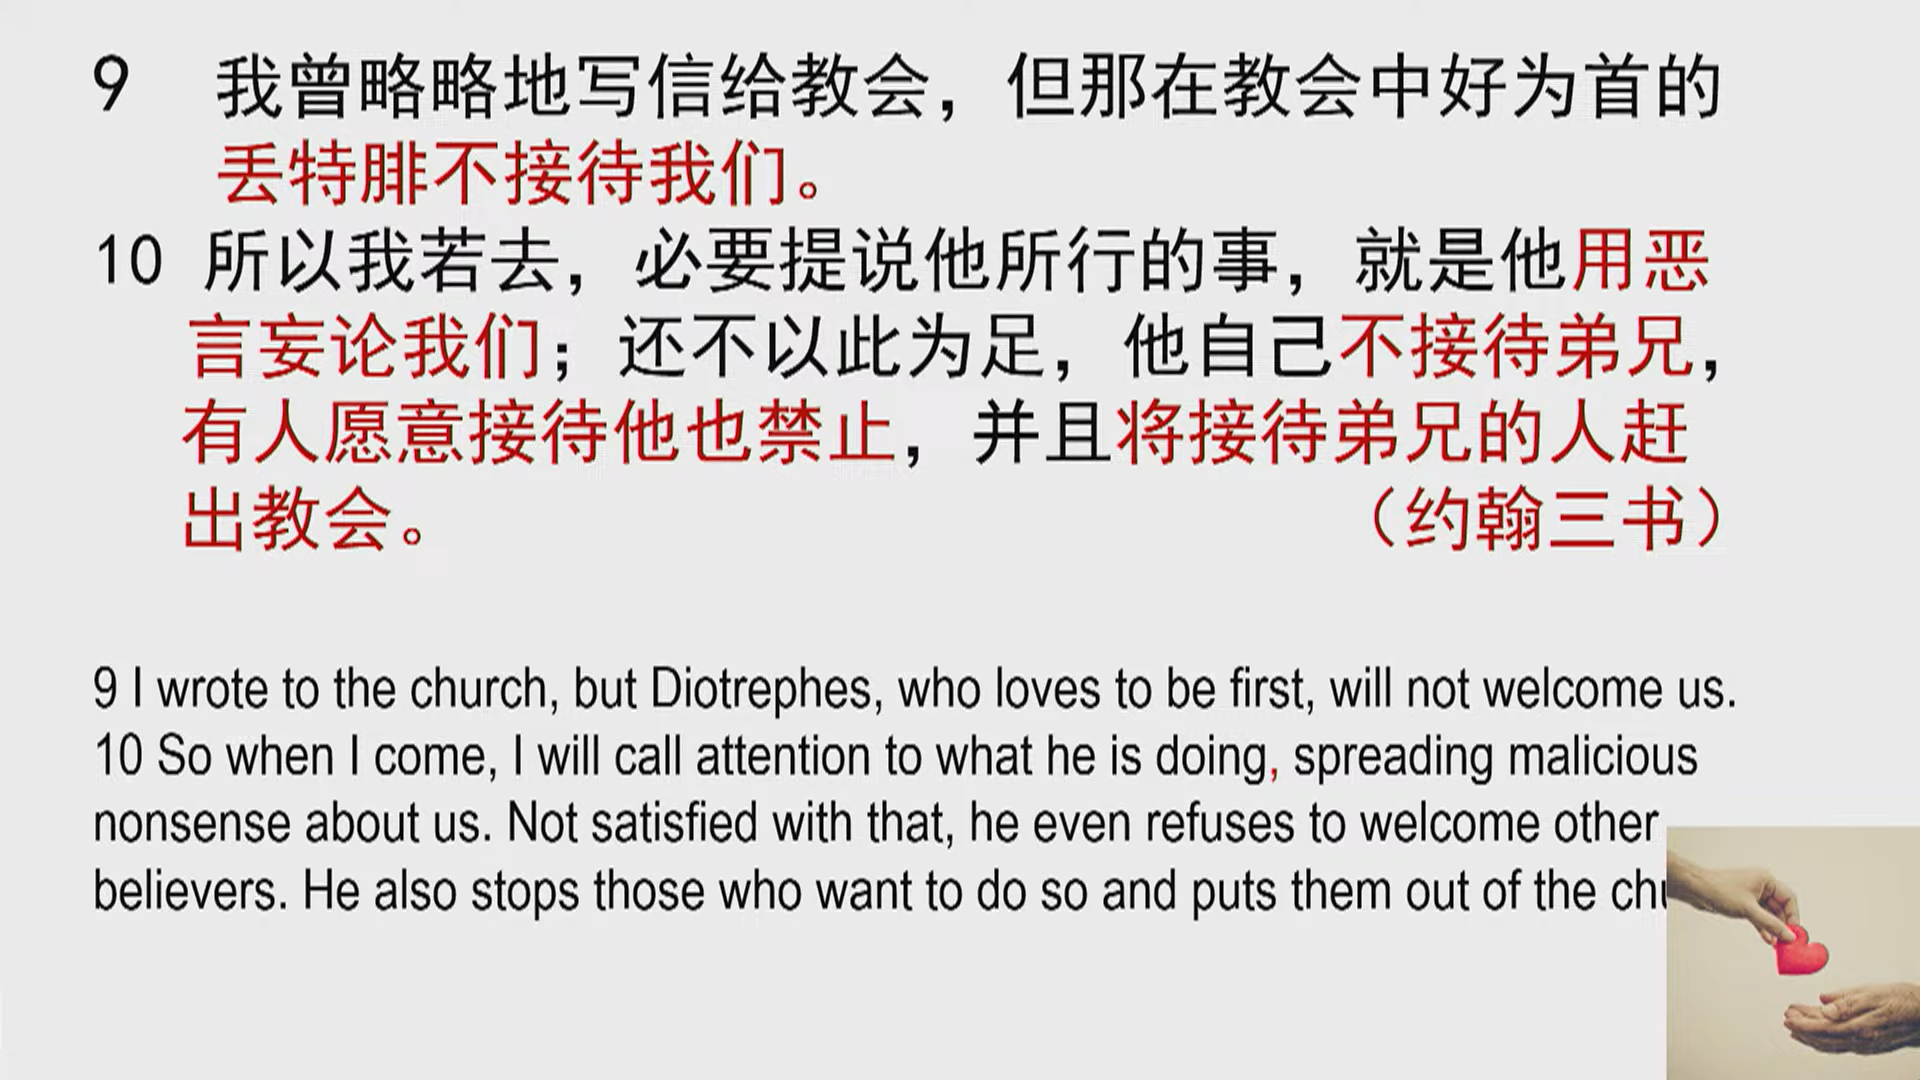 9 我曾略略地写信给教会，但那在教会中好为首的
丢特腓不接待我们。
10 所以我若去，必要提说他所行的事，就是他用恶
言妄论我们；还不以此为足，他自己不接待弟兄，
有人愿意接待他也禁止，并且将接待弟兄的人赶
出教会。 （约翰三书）
9 I wrote to the church, but Diotrephes, who loves to be first, will not welcome us.
10 So when I come, I will call attention to what he is doing, spreading malicious
nonsense about us. Not satisfied with that, he even refuses to welcome other
believers. He also stops those who want to do so and puts them out of the